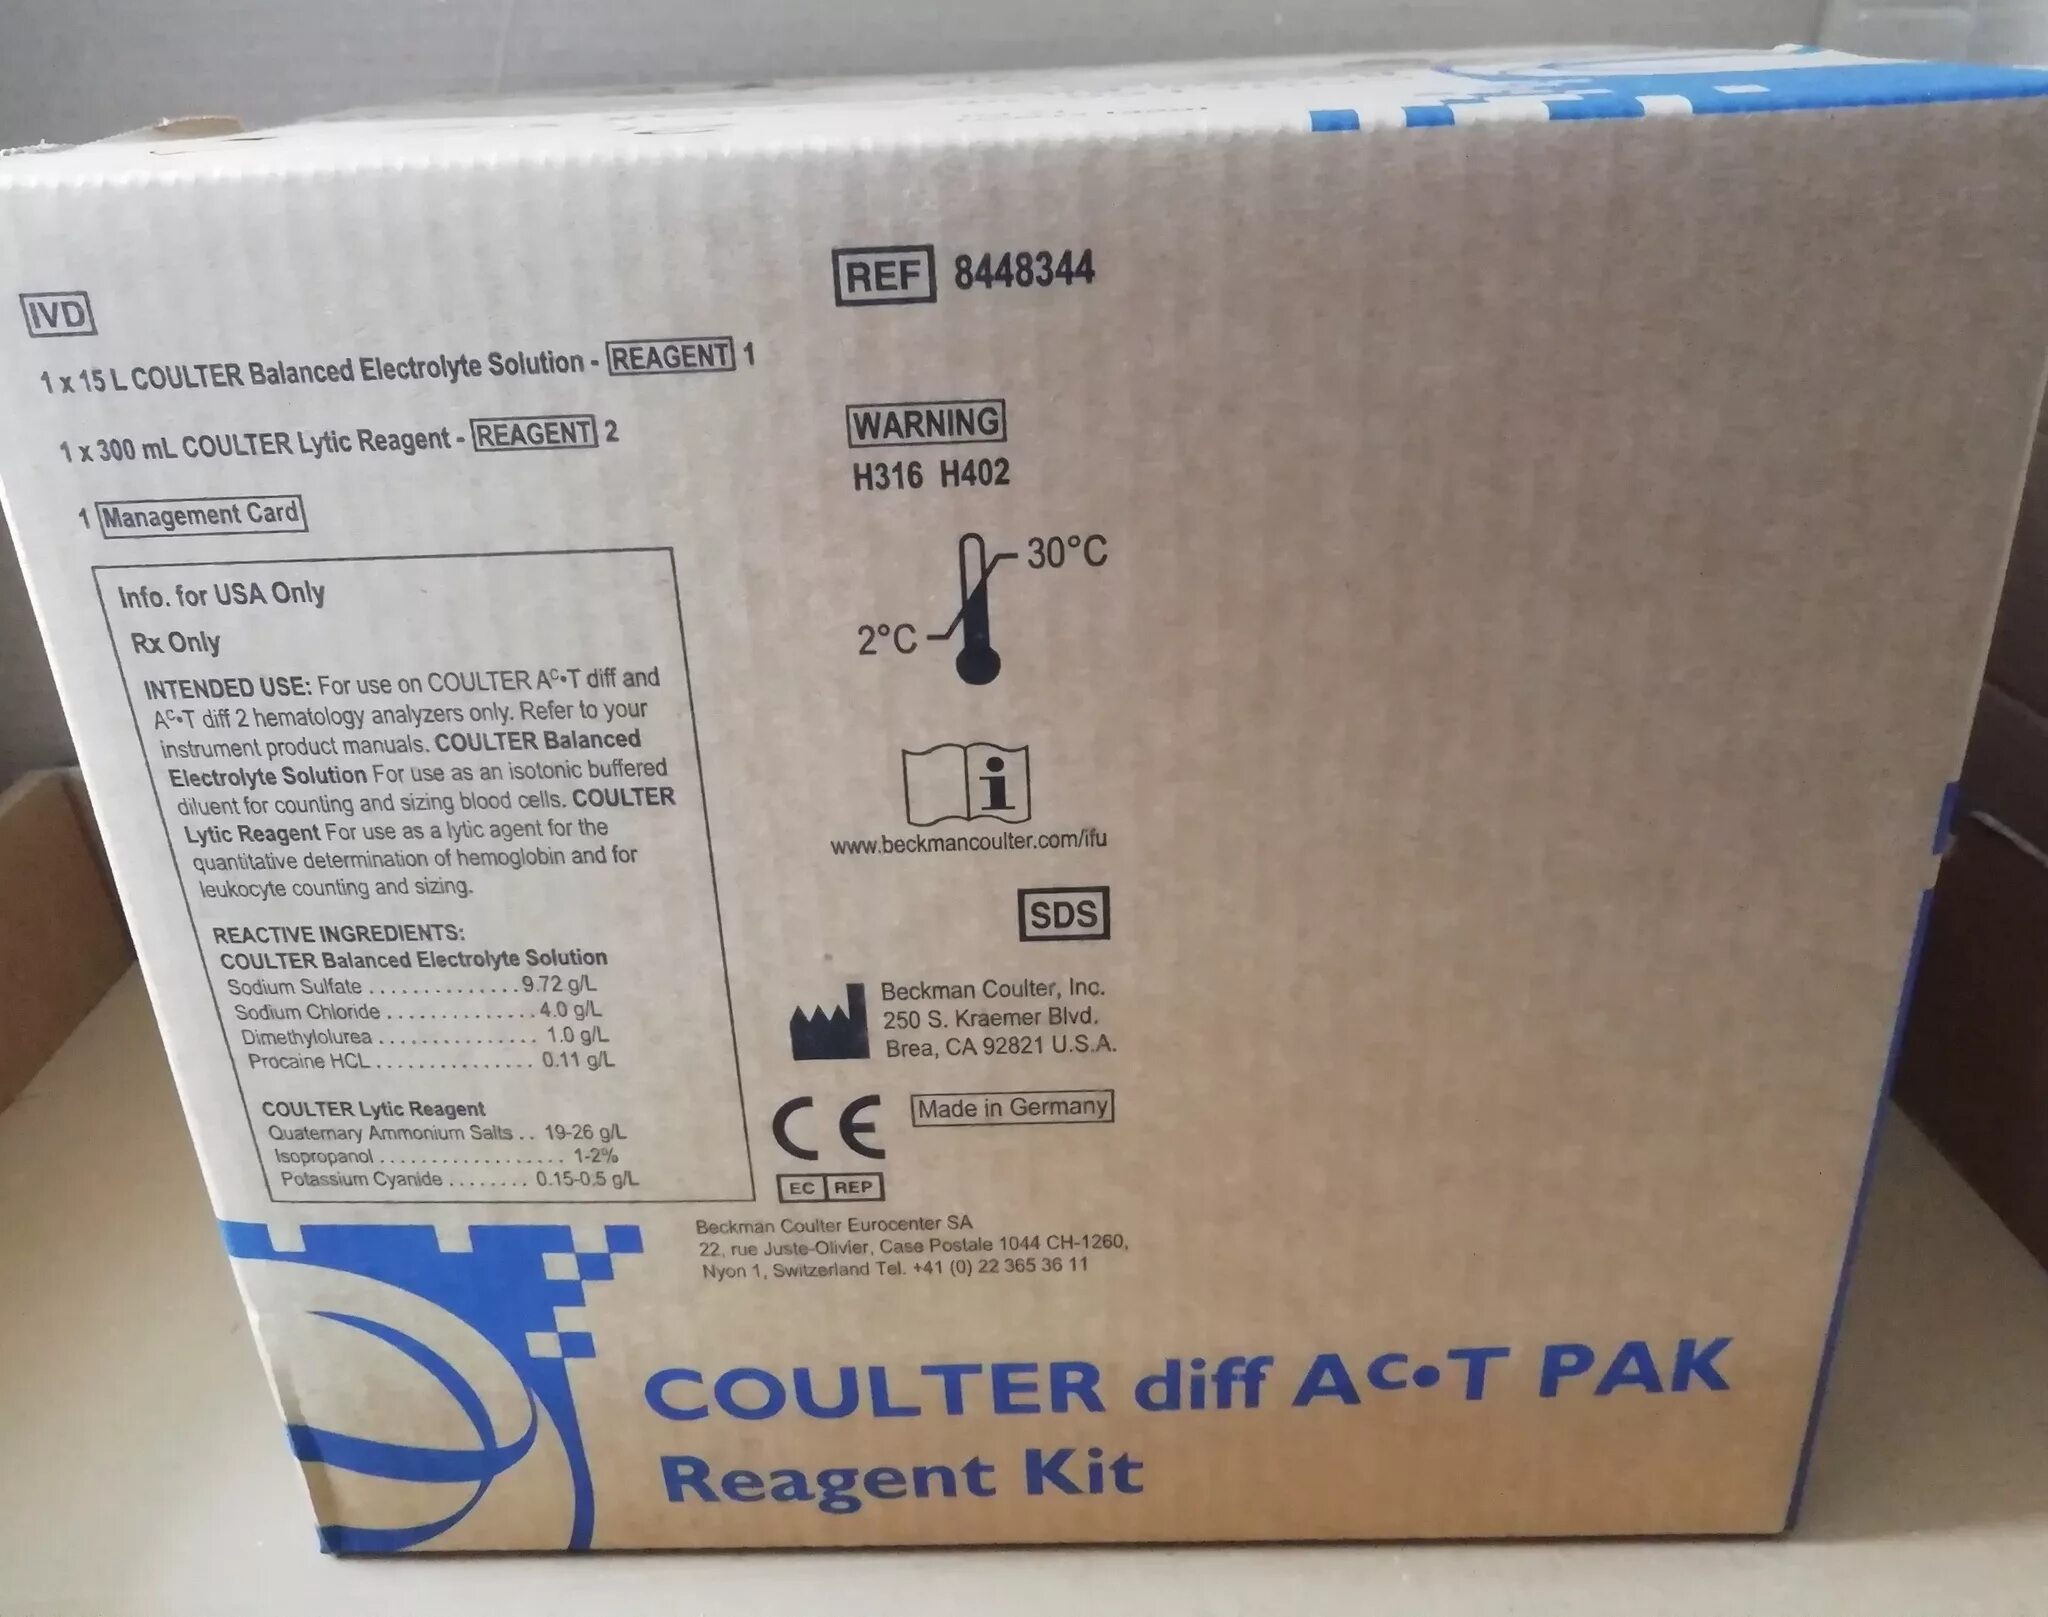 IVD
1 x 15 L COULTER Balanced Electrolyte Solution - REAGENT 1
1 x 300 mL COULTER Lytic Reagent - REAGENT 2
1 Management Card
Info. for USA Only
Rx Only
INTENDED USE: For use on COULTER Aᶜ•T diff and
Aᶜ•T diff 2 hematology analyzers only. Refer to your
instrument product manuals. COULTER Balanced
Electrolyte Solution For use as an isotonic buffered
diluent for counting and sizing blood cells. COULTER
Lytic Reagent For use as a lytic agent for the
quantitative determination of hemoglobin and for
leukocyte counting and sizing.
REACTIVE INGREDIENTS:
COULTER Balanced Electrolyte Solution
Sodium Sulfate . . . . . . . . . . . . . . 9.72 g/L
Sodium Chloride . . . . . . . . . . . . . . 4.0 g/L
Dimethylolurea . . . . . . . . . . . . . . . 1.0 g/L
Procaine HCL . . . . . . . . . . . . . . . 0.11 g/L
COULTER Lytic Reagent
Quaternary Ammonium Salts . . 19-26 g/L
Isopropanol . . . . . . . . . . . . . . . . . . 1-2%
Potassium Cyanide . . . . . . . . 0.15-0.5 g/L
REF 8448344
WARNING
H316 H402
30°C
2°C
i
www.beckmancoulter.com/ifu
SDS
Beckman Coulter, Inc.
250 S. Kraemer Blvd.
Brea, CA 92821 U.S.A.
CE Made in Germany
EC REP
Beckman Coulter Eurocenter SA
22, rue Juste-Olivier, Case Postale 1044 CH-1260,
Nyon 1, Switzerland Tel. +41 (0) 22 365 36 11
COULTER diff Aᶜ•T PAK
Reagent Kit